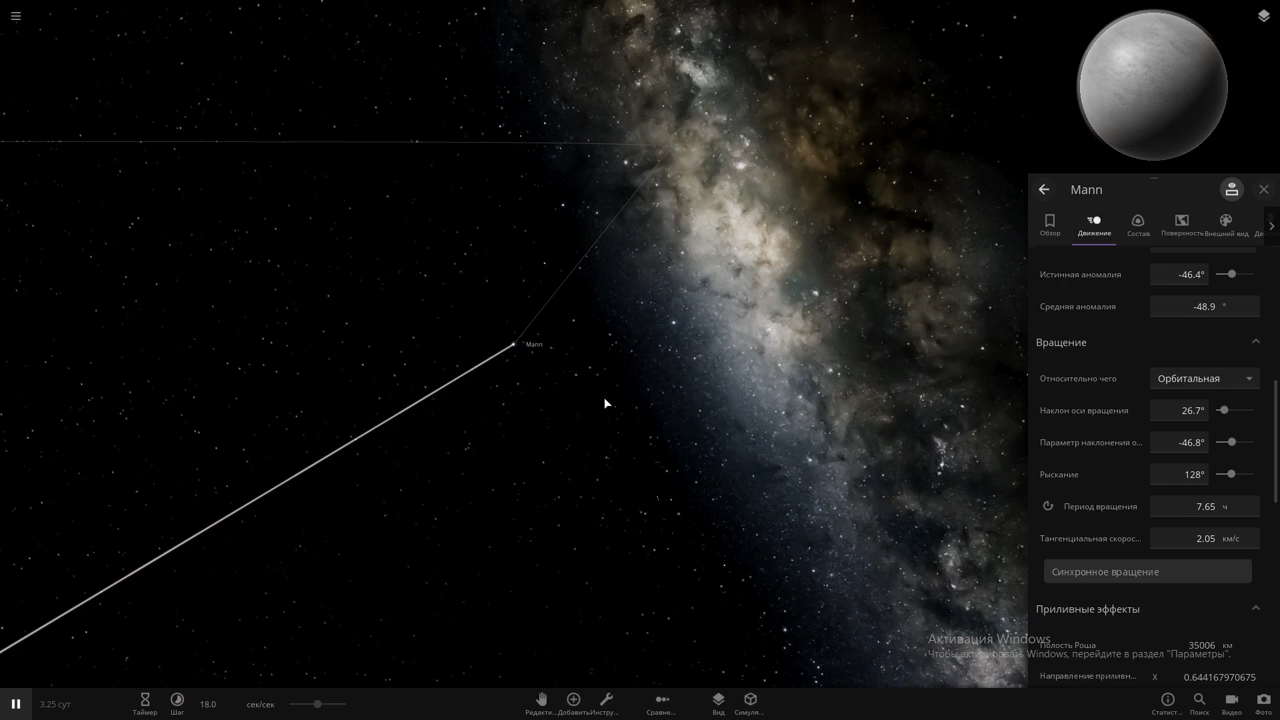 Mann
Обзор
Движение
Состав
Поверхность
Внешний вид
Де
Истинная аномалия
-46.4°
Средняя аномалия
-48.9 °
Вращение
Относительно чего
Орбитальная
Наклон оси вращения
26.7°
Параметр наклонения о...
-46.8°
Рыскание
128°
Период вращения
7.65 ч
Тангенциальная скорос...
2.05 км/с
Синхронное вращение
Приливные эффекты
Полость Роша
35006 км
Направление приливн...
X
0.644167970675
Mann
Активация Windows
Чтобы активировать Windows, перейдите в раздел "Параметры".
3.25 сут
Таймер
Шаг
18.0
сек/сек
Редакти...
Добавить
Инстру...
Сравне...
Вид
Симуля...
Статист...
Поиск
Видео
Фото